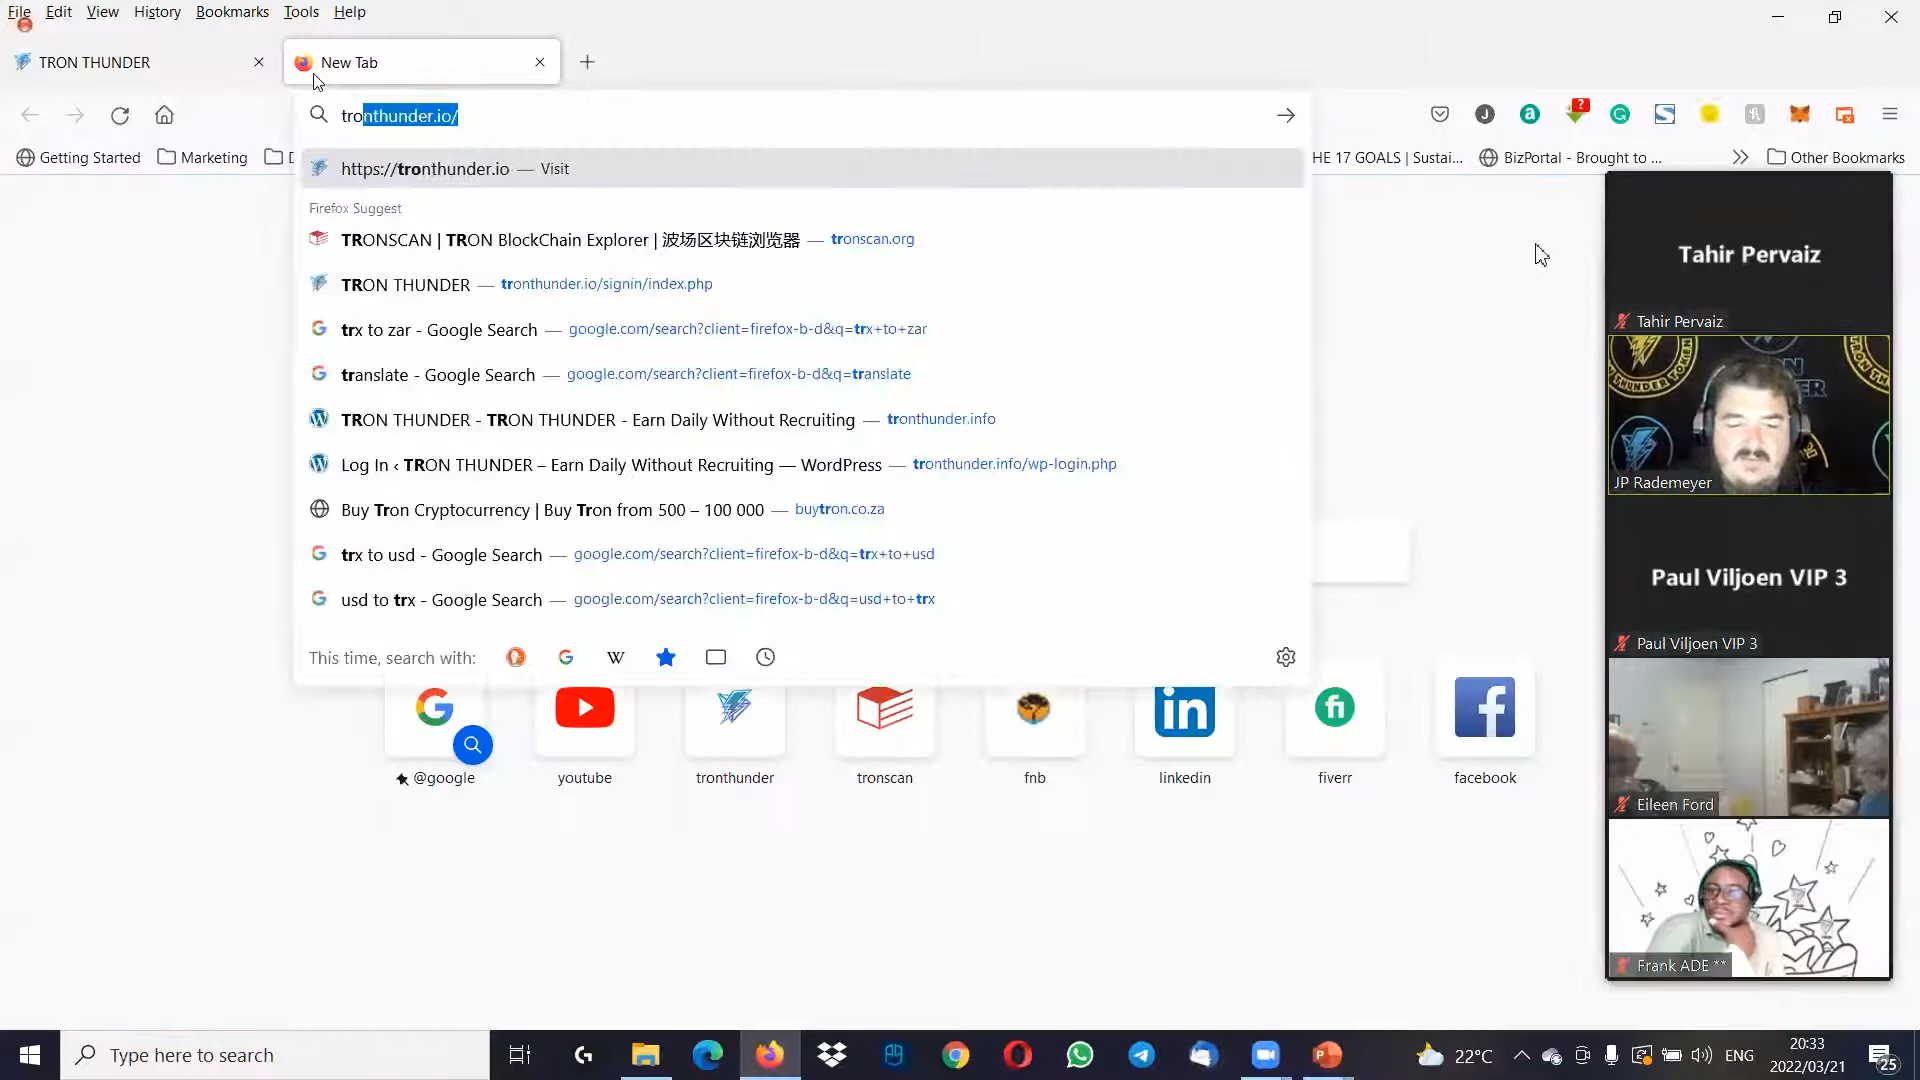 File Edit View History Bookmarks Tools Help
TRON THUNDER
New Tab
tronthunder.io/
Getting Started
Marketing
D
HE 17 GOALS | Sustai...
BizPortal - Brought to ...
Other Bookmarks
https://tronthunder.io — Visit
Firefox Suggest
TRONSCAN | TRON BlockChain Explorer | 波场区块链浏览器 — tronscan.org
TRON THUNDER — tronthunder.io/signin/index.php
trx to zar - Google Search — google.com/search?client=firefox-b-d&q=trx+to+zar
translate - Google Search — google.com/search?client=firefox-b-d&q=translate
TRON THUNDER - TRON THUNDER - Earn Daily Without Recruiting — tronthunder.info
Log In ‹ TRON THUNDER – Earn Daily Without Recruiting — WordPress — tronthunder.info/wp-login.php
Buy Tron Cryptocurrency | Buy Tron from 500 – 100 000 — buytron.co.za
trx to usd - Google Search — google.com/search?client=firefox-b-d&q=trx+to+usd
usd to trx - Google Search — google.com/search?client=firefox-b-d&q=usd+to+trx
This time, search with:
@google
youtube
tronthunder
tronscan
fnb
linkedin
fiverr
facebook
Tahir Pervaiz
Tahir Pervaiz
JP Rademeyer
Paul Viljoen VIP 3
Paul Viljoen VIP 3
Eileen Ford
Frank ADE **
Type here to search
22°C
ENG
20:33
2022/03/21
25